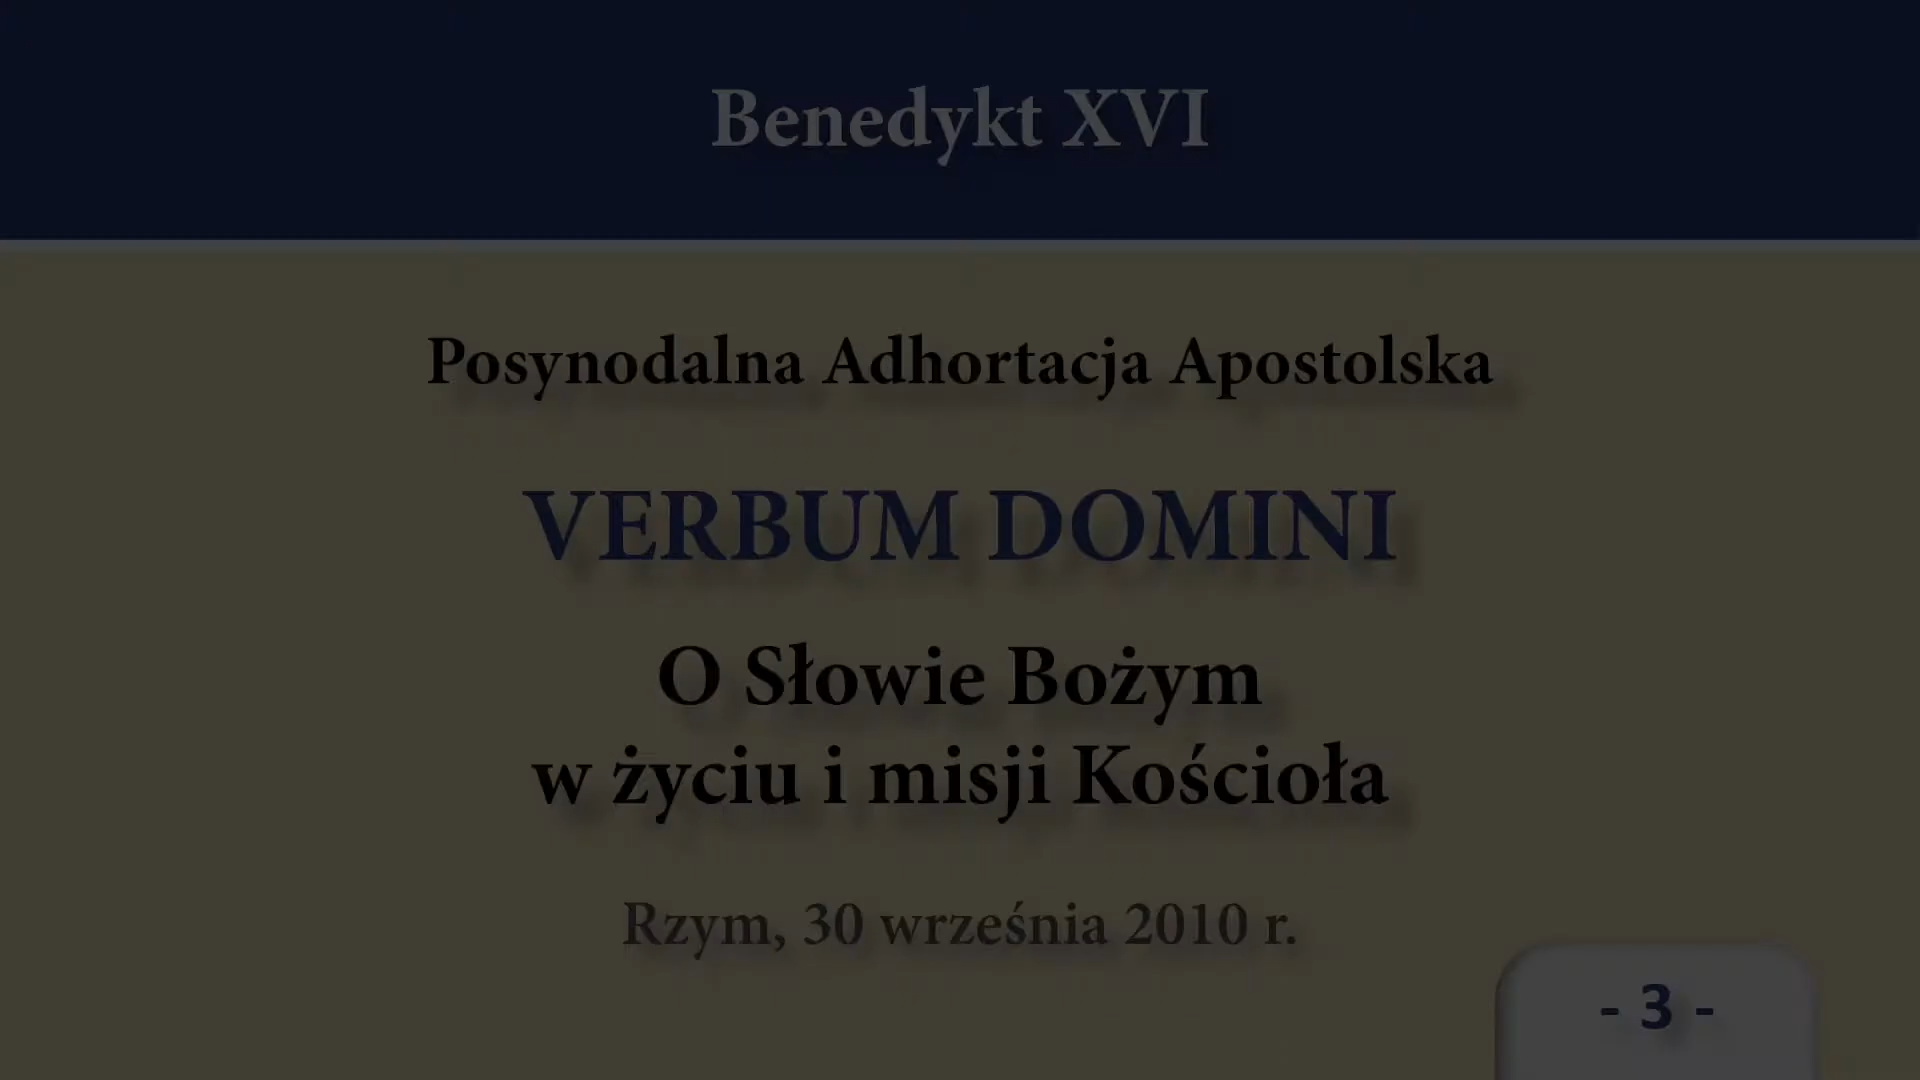 Benedykt XVI
Posynodalna Adhortacja Apostolska
VERBUM DOMINI
O Słowie Bożym
w życiu i misji Kościoła
Rzym, 30 września 2010 r.
- 3 -